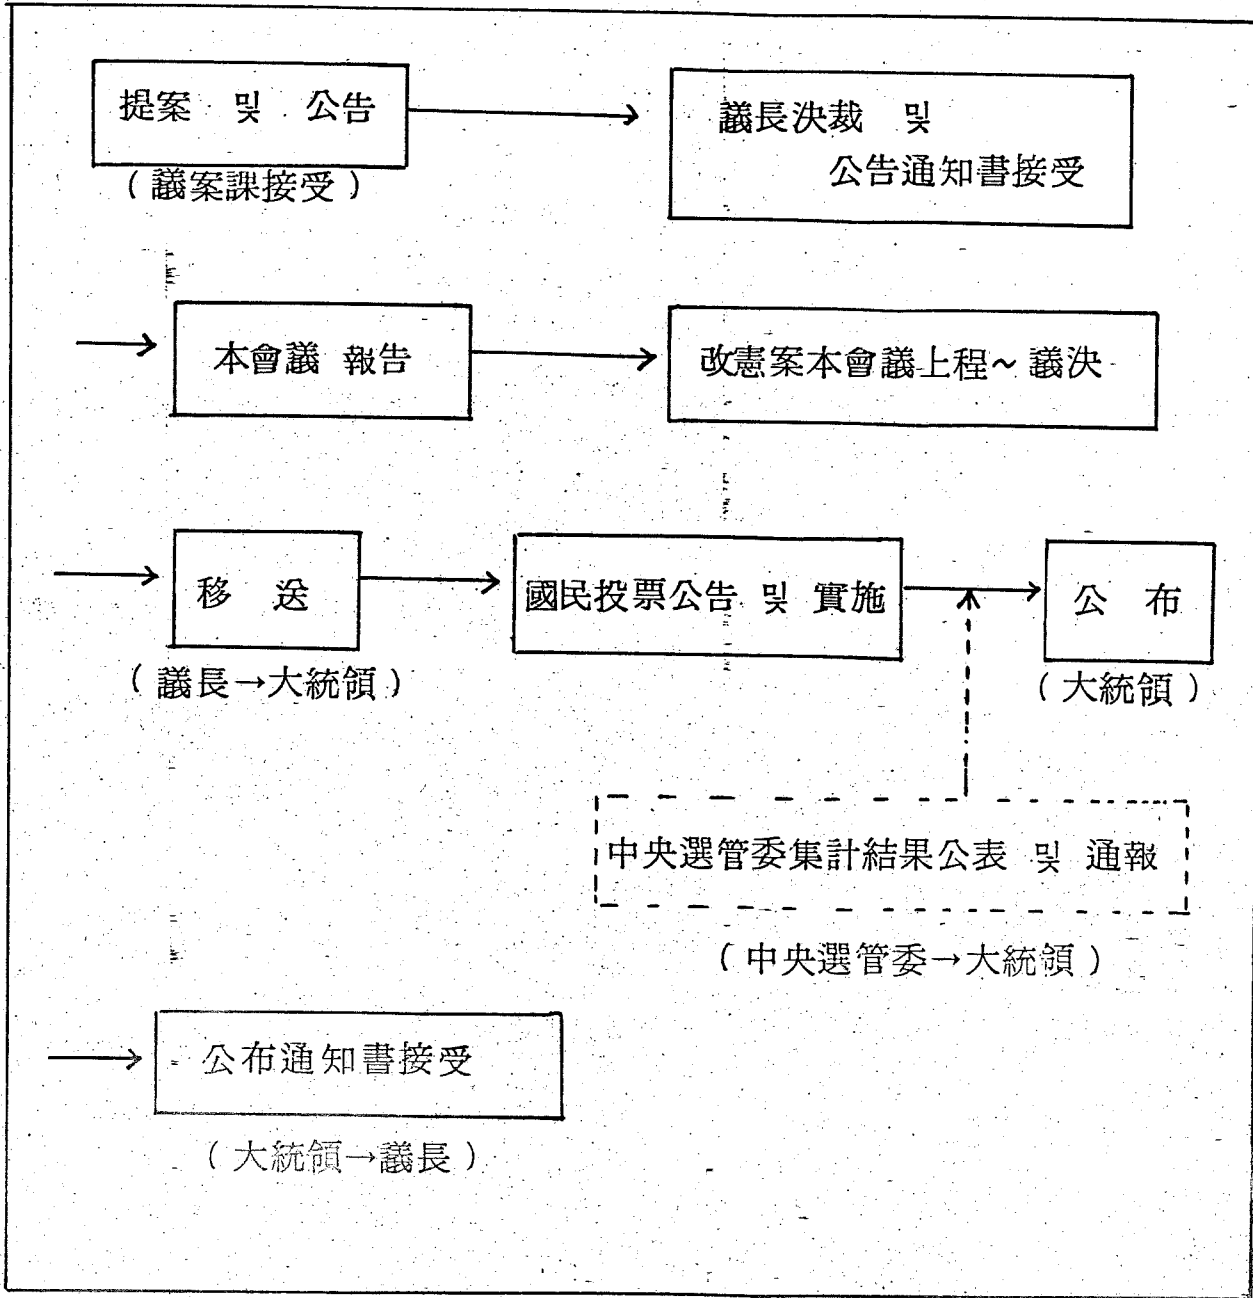 提案 및 公告
(議案課接受)
議長決裁 및
公告通知書接受
本會議 報告
改憲案本會議上程~議決
移 送
(議長→大統領)
國民投票公告 및 實施
公 布
(大統領)
中央選管委集計結果公表 및 通報
(中央選管委→大統領)
公布通知書接受
(大統領→議長)